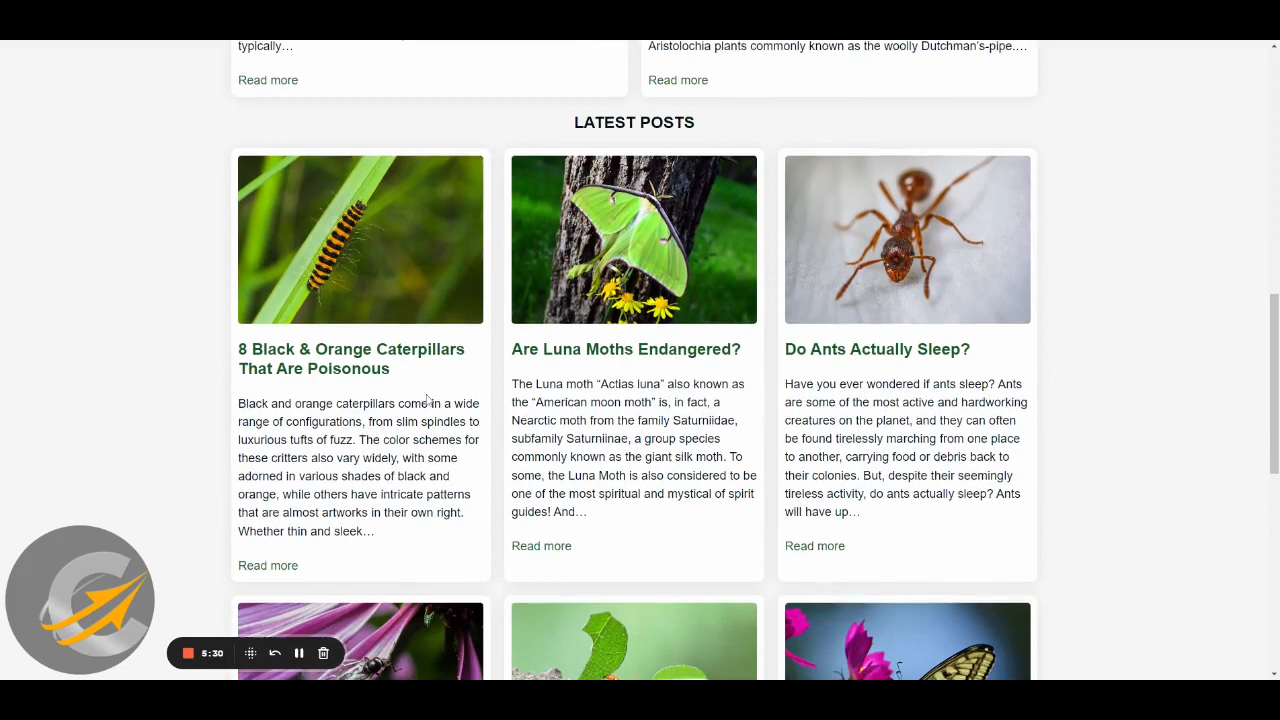 typically…
Aristolochia plants commonly known as the woolly Dutchman's-pipe.…
Read more
Read more
LATEST POSTS
8 Black & Orange Caterpillars
That Are Poisonous
Black and orange caterpillars come in a wide
range of configurations, from slim spindles to
luxurious tufts of fuzz. The color schemes for
these critters also vary widely, with some
adorned in various shades of black and
orange, while others have intricate patterns
that are almost artworks in their own right.
Whether thin and sleek…
Read more
Are Luna Moths Endangered?
The Luna moth “Actias luna” also known as
the “American moon moth” is, in fact, a
Nearctic moth from the family Saturniidae,
subfamily Saturniinae, a group species
commonly known as the giant silk moth. To
some, the Luna Moth is also considered to be
one of the most spiritual and mystical of spirit
guides! And…
Read more
Do Ants Actually Sleep?
Have you ever wondered if ants sleep? Ants
are some of the most active and hardworking
creatures on the planet, and they can often
be found tirelessly marching from one place
to another, carrying food or debris back to
their colonies. But, despite their seemingly
tireless activity, do ants actually sleep? Ants
will have up…
Read more
5:30